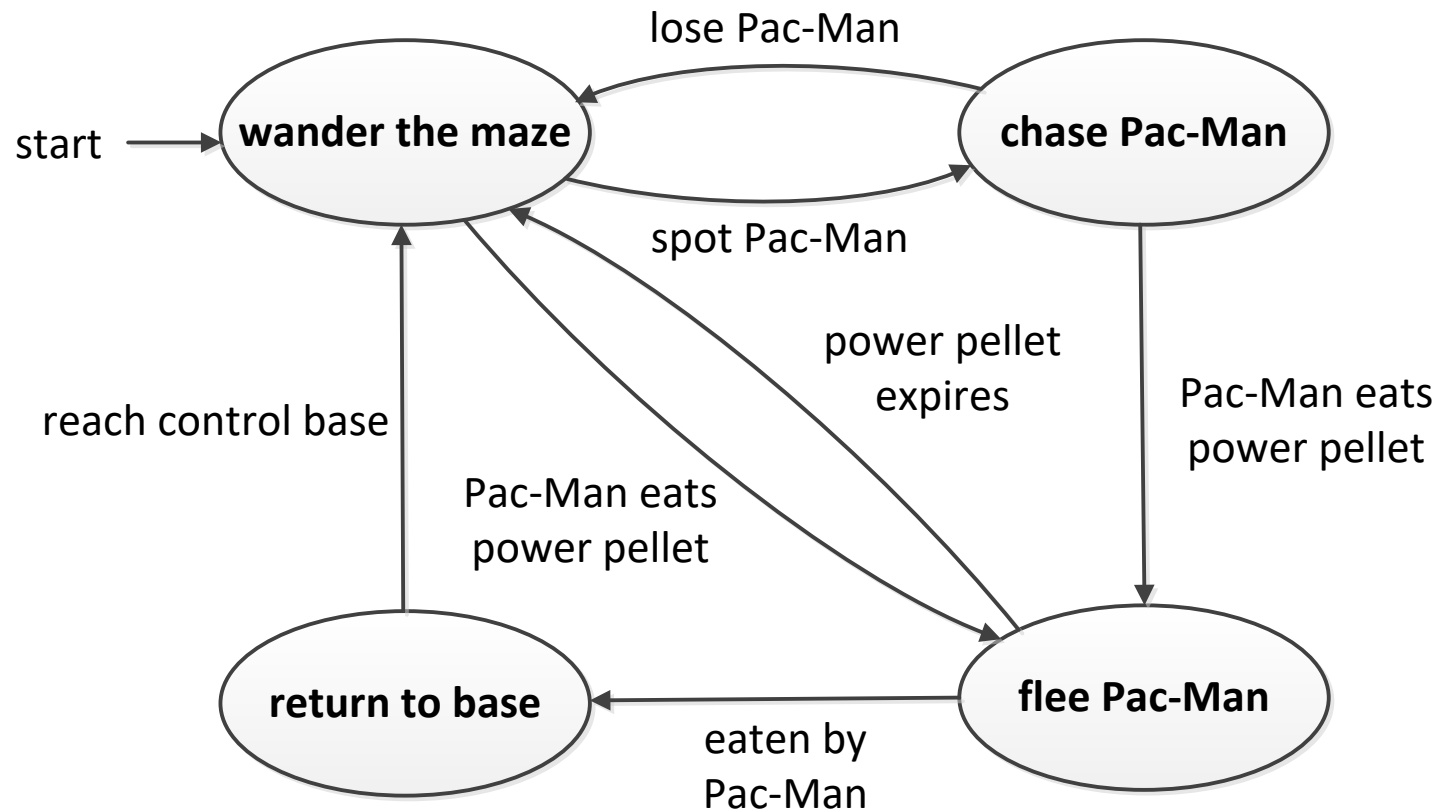 lose Pac-Man
start
wander the maze
chase Pac-Man
spot Pac-Man
power pellet
expires
Pac-Man eats
power pellet
reach control base
Pac-Man eats
power pellet
return to base
flee Pac-Man
eaten by
Pac-Man